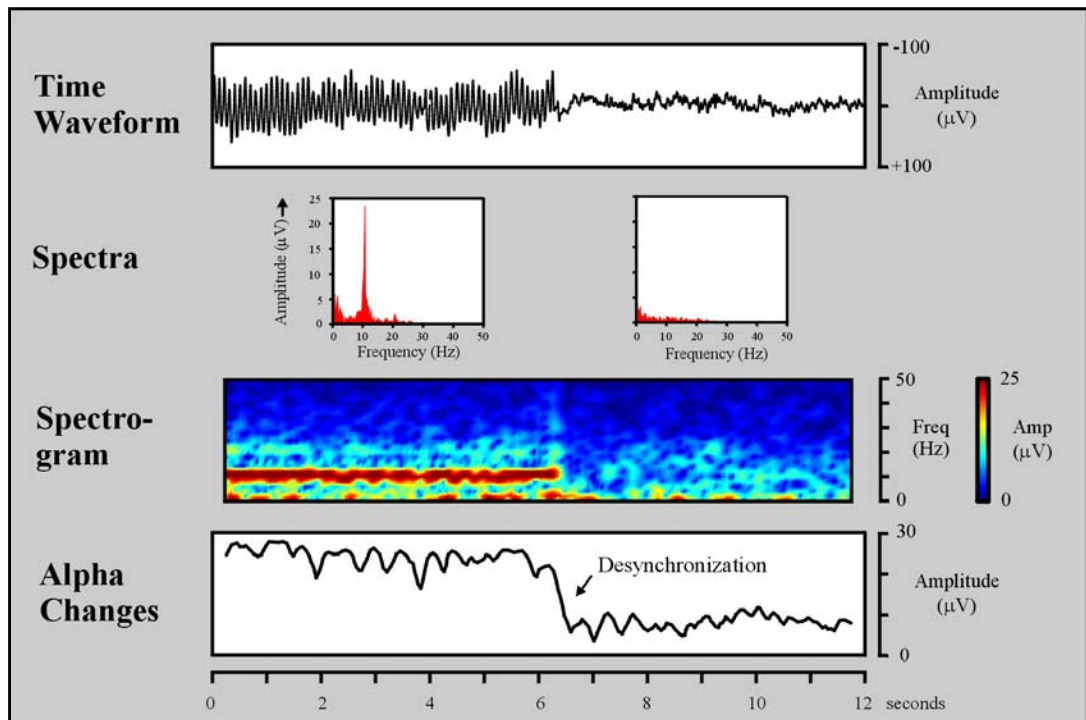 Time
Waveform
-100
Amplitude
(μV)
+100
Spectra
Amplitude (μV)
25
20
15
10
5
0
0 10 20 30 40 50
Frequency (Hz)
0 10 20 30 40 50
Frequency (Hz)
Spectro-
gram
50
Freq
(Hz)
0
25
Amp
(μV)
0
Alpha
Changes
Desynchronization
30
Amplitude
(μV)
0
0 2 4 6 8 10 12 seconds